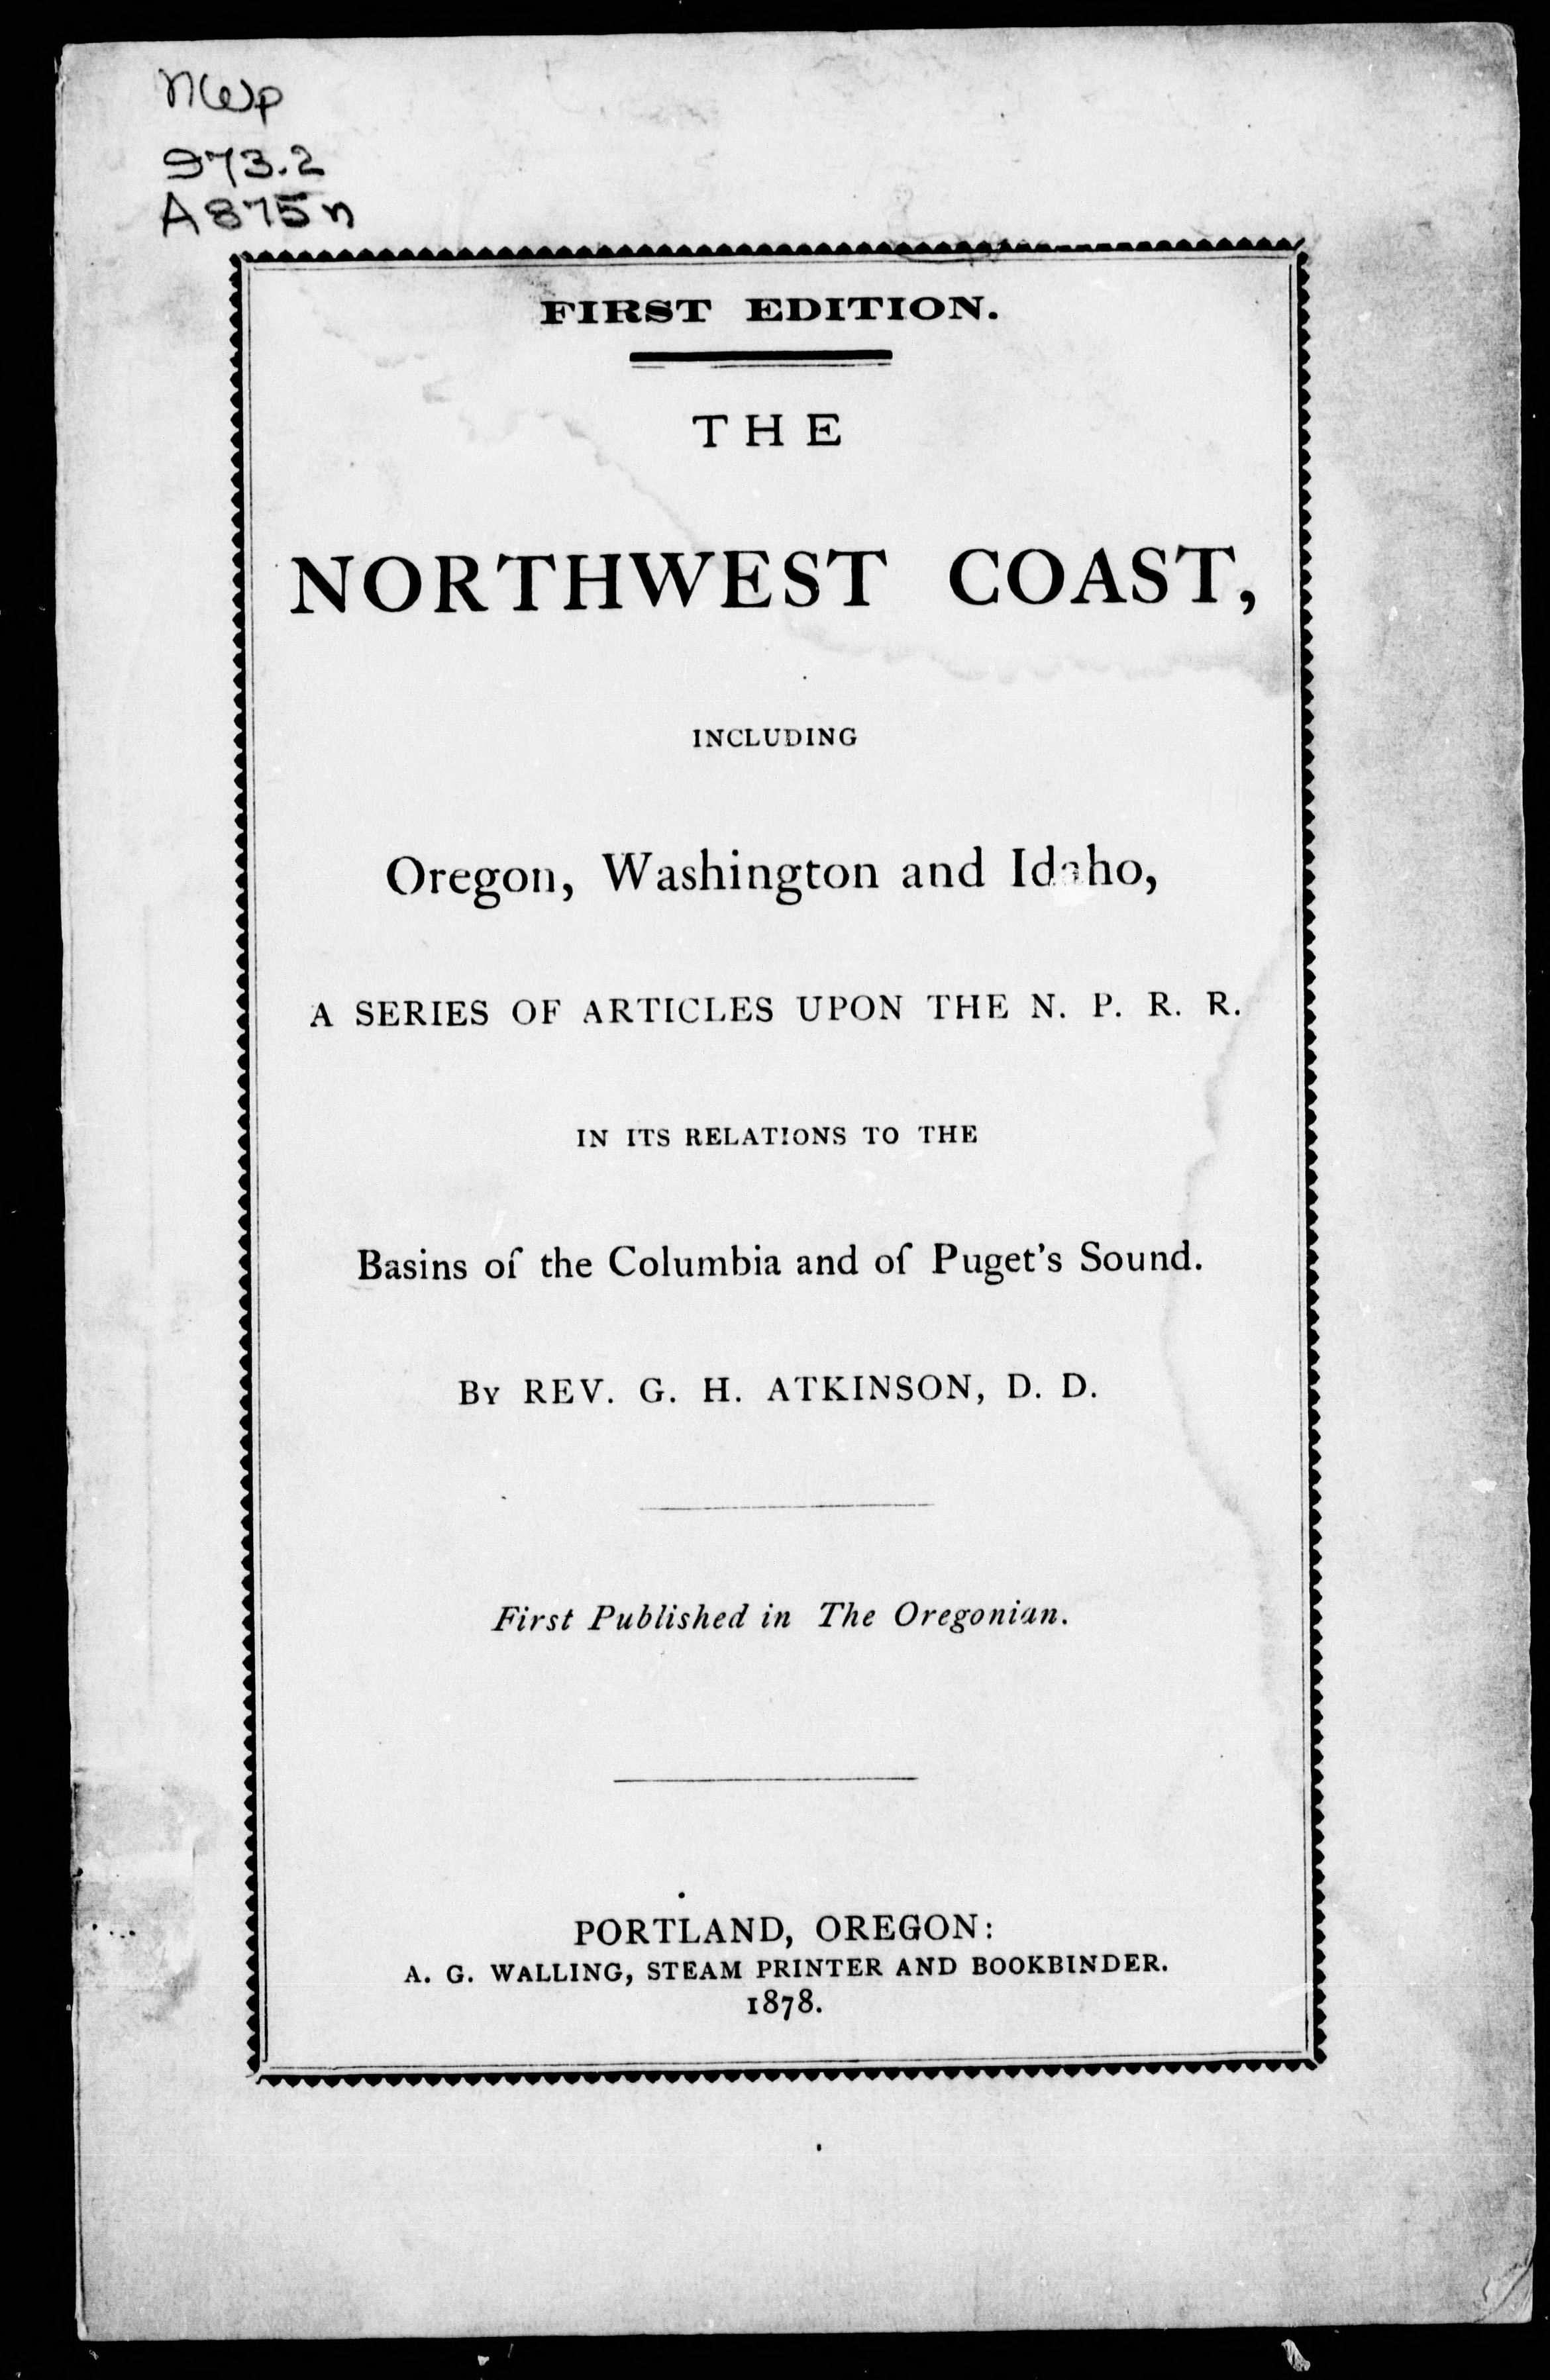 NWp
973.2
A875n
FIRST EDITION.
THE
NORTHWEST COAST,
INCLUDING
Oregon, Washington and Idaho,
A SERIES OF ARTICLES UPON THE N. P. R. R.
IN ITS RELATIONS TO THE
Basins of the Columbia and of Puget's Sound.
By REV. G. H. ATKINSON, D. D.
First Published in The Oregonian.
PORTLAND, OREGON:
A. G. WALLING, STEAM PRINTER AND BOOKBINDER.
1878.